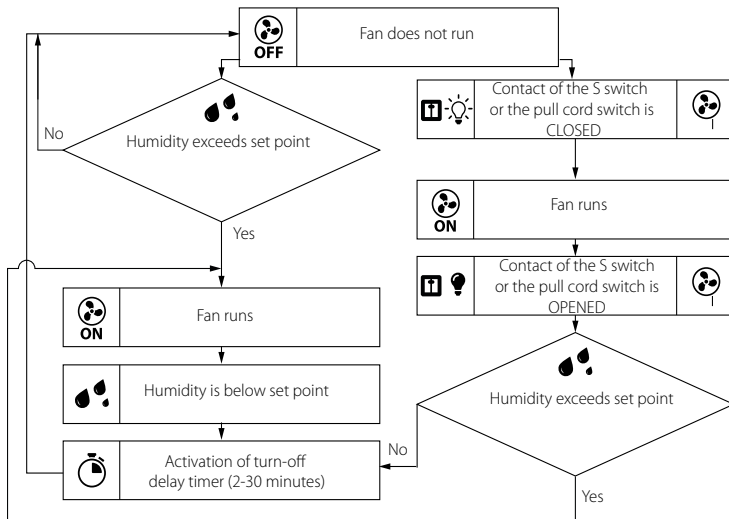 OFF
Fan does not run
Contact of the S switch
or the pull cord switch is
CLOSED
No
Humidity exceeds set point
Yes
ON
Fan runs
Contact of the S switch
or the pull cord switch is
OPENED
ON
Fan runs
Humidity is below set point
Humidity exceeds set point
No
Activation of turn-off
delay timer (2-30 minutes)
Yes